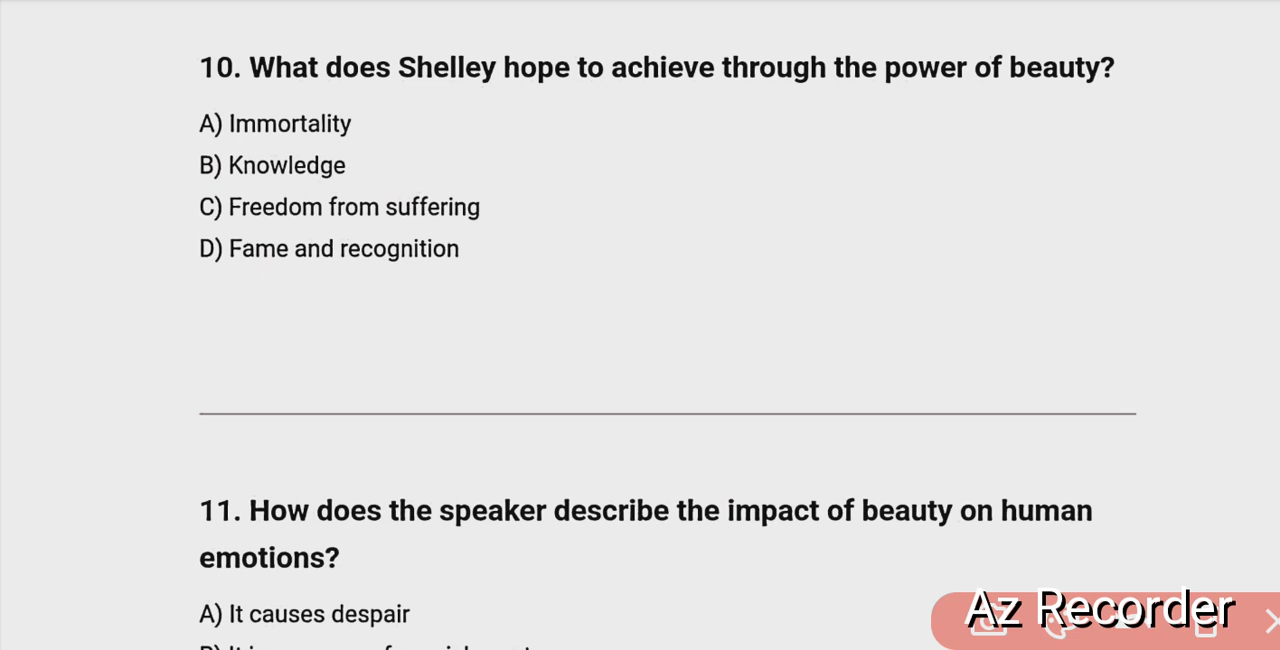 10. What does Shelley hope to achieve through the power of beauty?
A) Immortality
B) Knowledge
C) Freedom from suffering
D) Fame and recognition
11. How does the speaker describe the impact of beauty on human
emotions?
A) It causes despair
Az Recorder